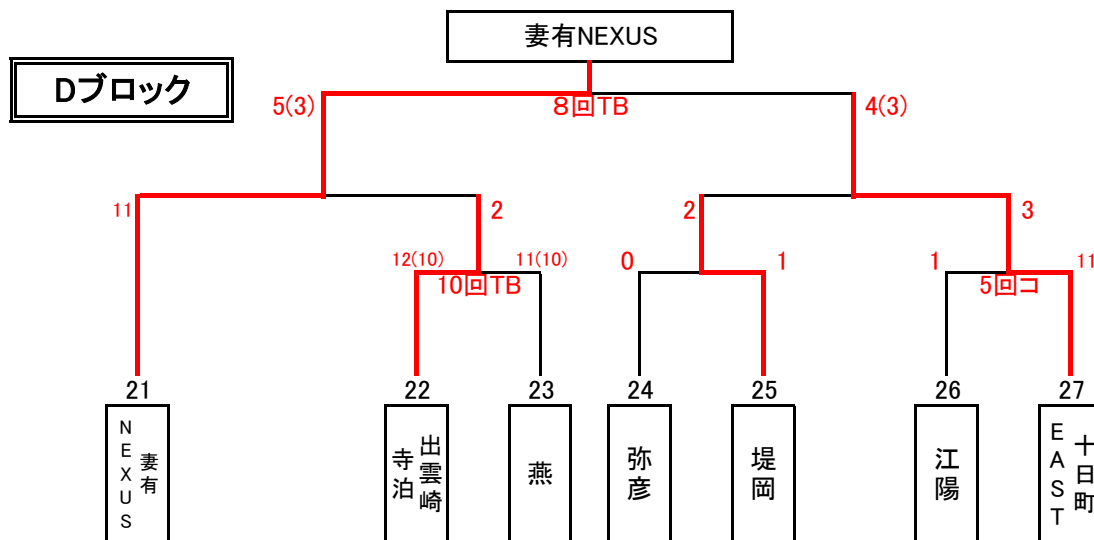 妻有NEXUS
Dブロック
5(3)
8回TB
4(3)
11
2
2
3
12(10)
11(10)
10回TB
0
1
1
11
5回コ
21
22
23
24
25
26
27
妻有
NEXUS
出雲崎
寺泊
燕
弥彦
堤岡
江陽
十日町
EAST